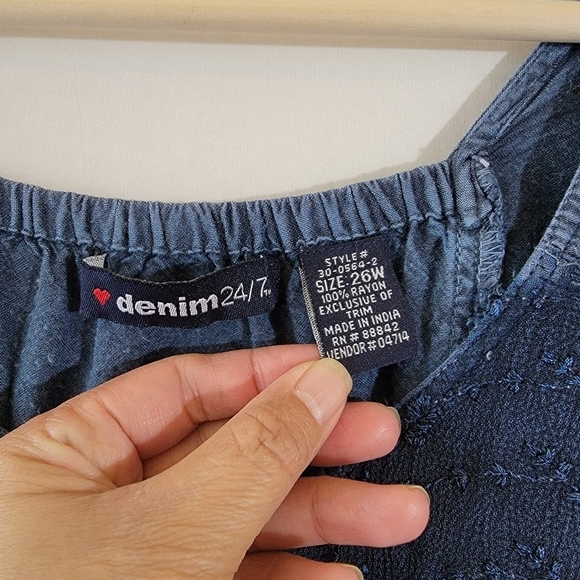 denim24/7™
STYLE #
30-0564-2
SIZE: 26W
100% RAYON
EXCLUSIVE OF
TRIM
MADE IN INDIA
RN # 88842
VENDOR # 04714